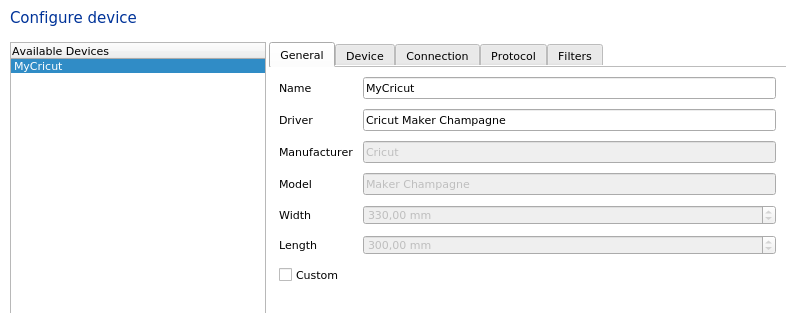 Configure device
Available Devices
MyCricut
General Device Connection Protocol Filters
Name MyCricut
Driver Cricut Maker Champagne
Manufacturer Cricut
Model Maker Champagne
Width 330,00 mm
Length 300,00 mm
Custom